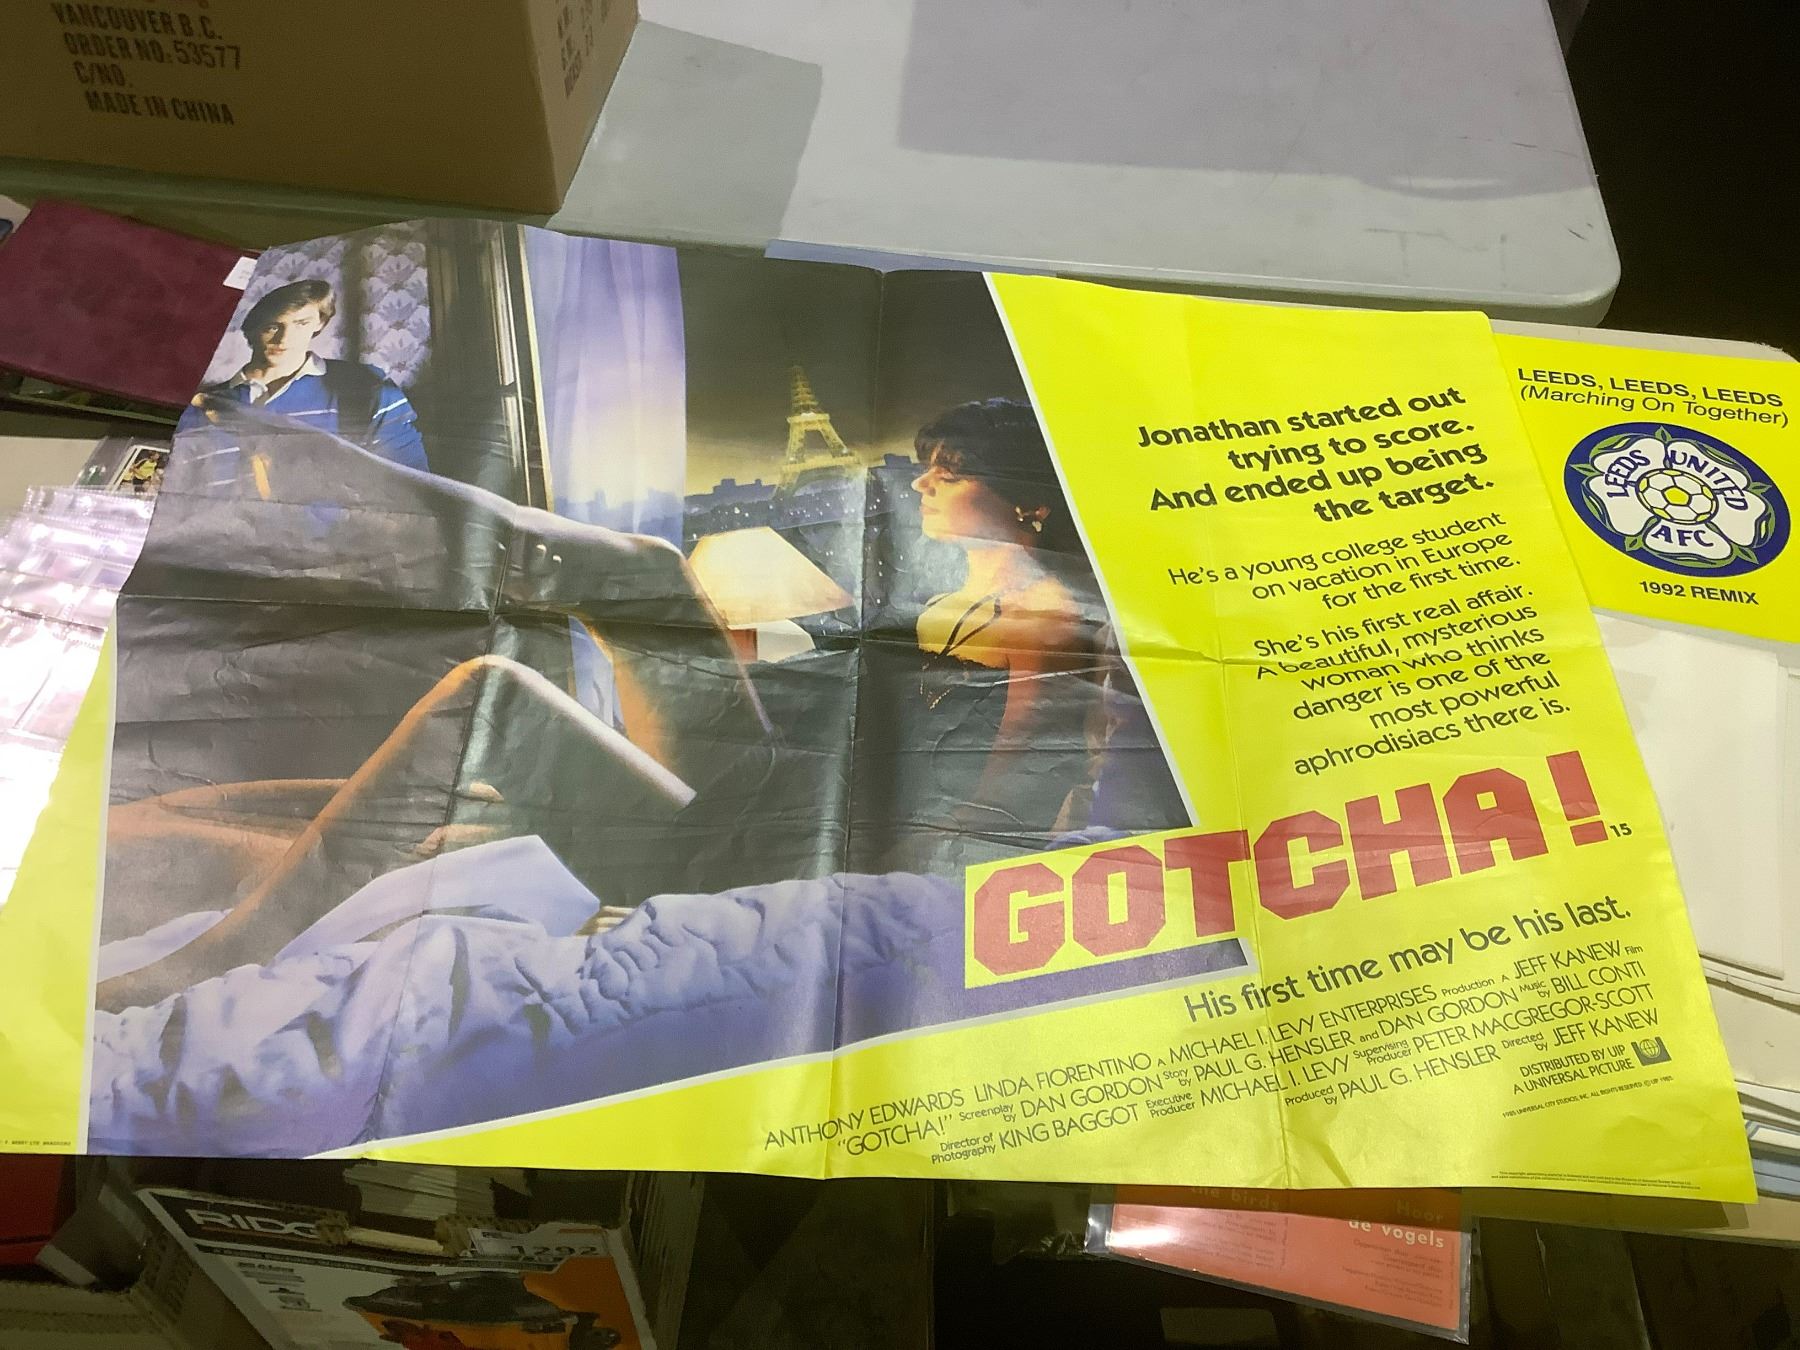 VANCOUVER B.C.
ORDER NO: 53577
C/NO.
MADE IN CHINA
Jonathan started out
trying to score.
And ended up being
the target.
He's a young college student
on vacation in Europe
for the first time.
She's his first real affair.
A beautiful, mysterious
woman who thinks
danger is one of the
most powerful
aphrodisiacs there is.
GOTCHA! 15
His first time may be his last.
ANTHONY EDWARDS LINDA FIORENTINO A MICHAEL I. LEVY ENTERPRISES Production A JEFF KANEW Film
"GOTCHA!" Screenplay by DAN GORDON Story by PAUL G. HENSLER and DAN GORDON Music by BILL CONTI
Director of Photography KING BAGGOT Executive Producer MICHAEL I. LEVY Supervising Producer PETER MACGREGOR-SCOTT
Produced by PAUL G. HENSLER Directed by JEFF KANEW
DISTRIBUTED BY UIP
A UNIVERSAL PICTURE
LEEDS, LEEDS, LEEDS
(Marching On Together)
LEEDS UNITED
AFC
1992 REMIX
RIDG
1292
the birds
Hoor
de vogels